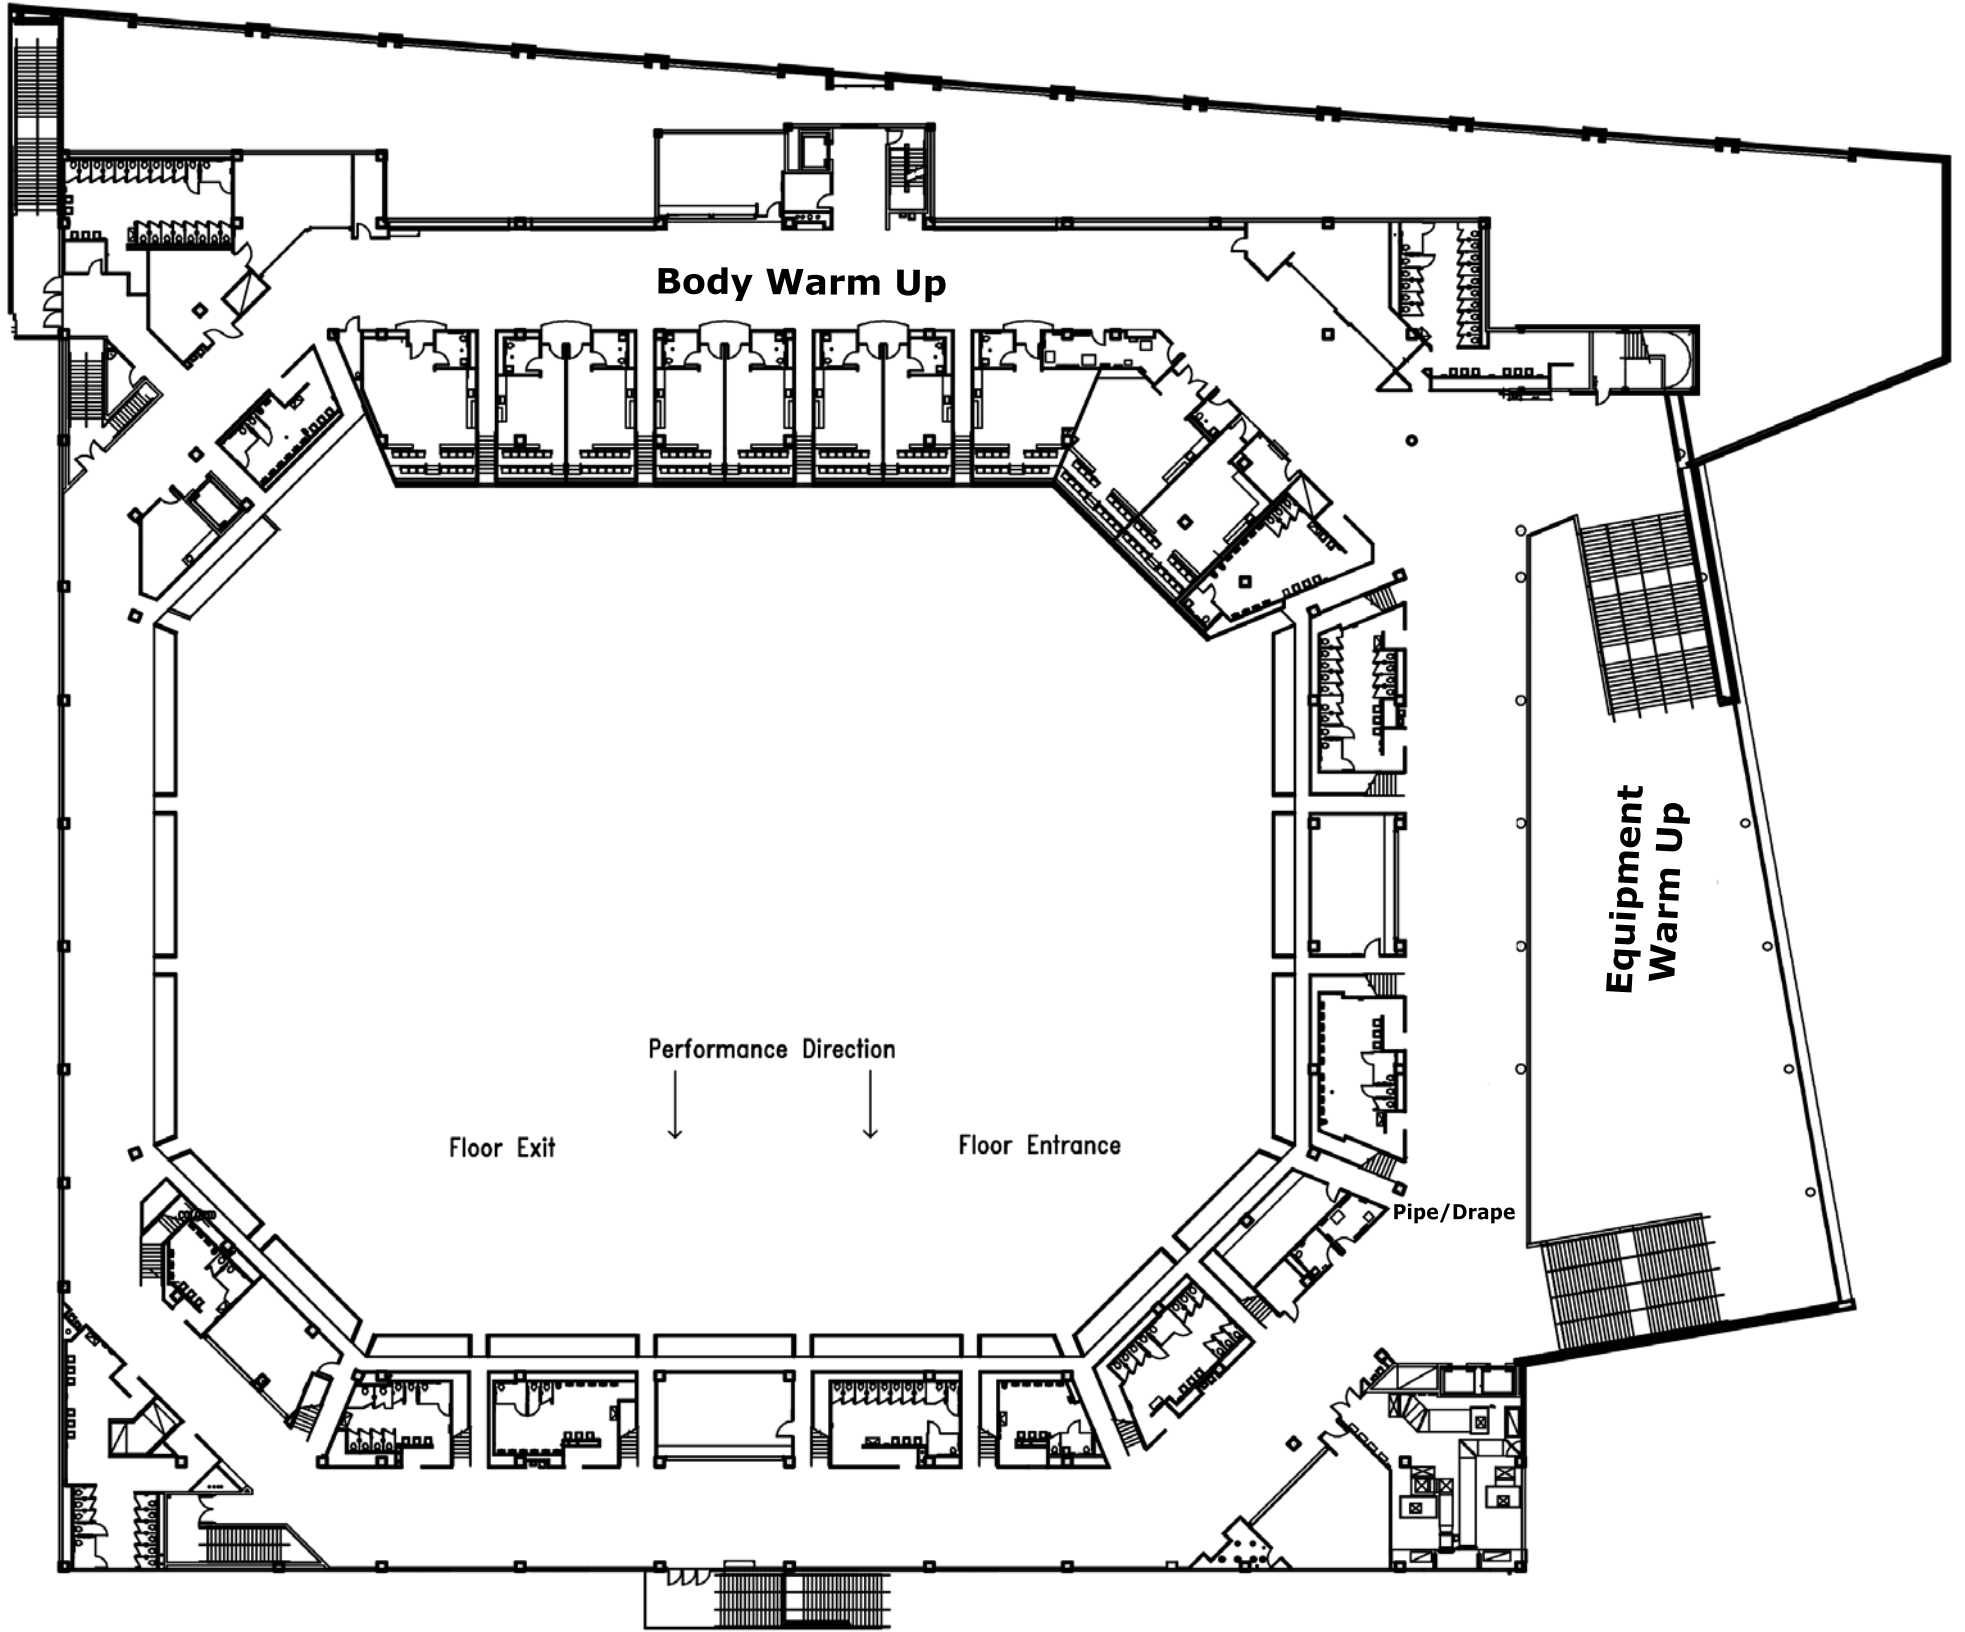 Body Warm Up
Equipment
Warm Up
Performance Direction
Floor Exit
Floor Entrance
Pipe/Drape